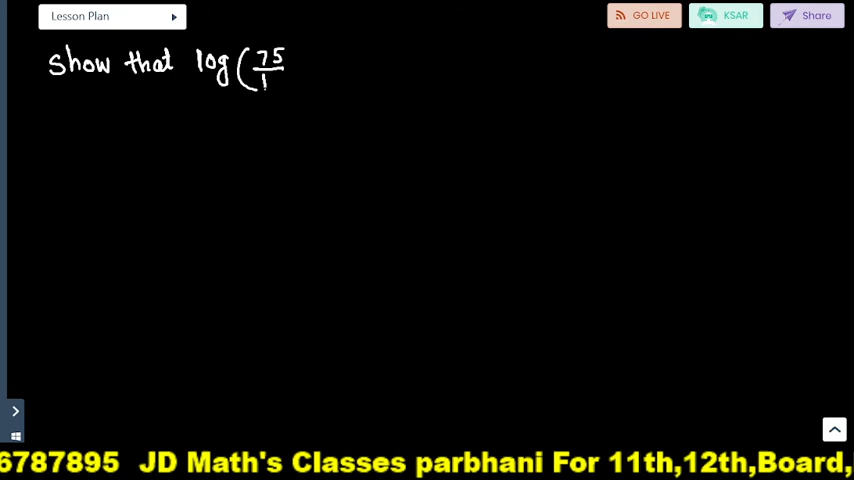 Lesson Plan
GO LIVE
KSAR
Share
Show that log (75/1
6787895 JD Math's Classes parbhani For 11th,12th,Board,